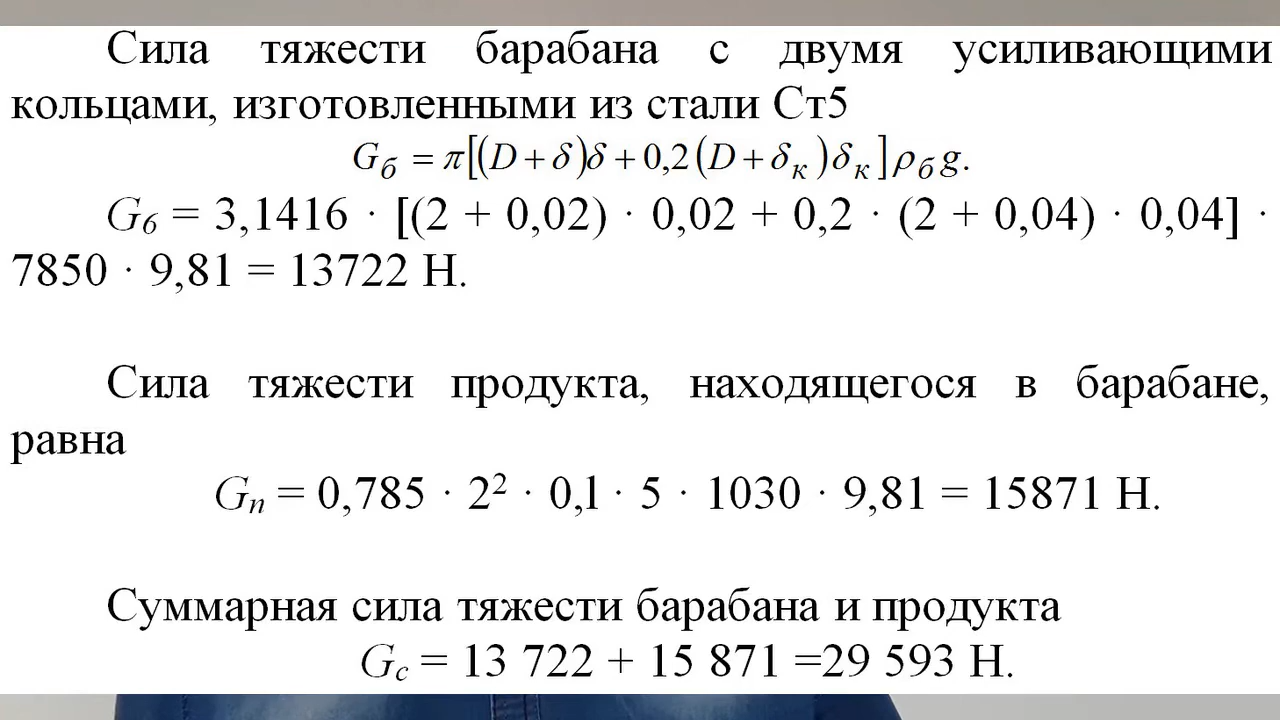 Сила тяжести барабана с двумя усиливающими
кольцами, изготовленными из стали Ст5
G_б = π[(D + δ)δ + 0,2(D + δ_к)δ_к]ρ_б g.
G_б = 3,1416 · [(2 + 0,02) · 0,02 + 0,2 · (2 + 0,04) · 0,04] ·
7850 · 9,81 = 13722 Н.
Сила тяжести продукта, находящегося в барабане,
равна
G_п = 0,785 · 2² · 0,1 · 5 · 1030 · 9,81 = 15871 Н.
Суммарная сила тяжести барабана и продукта
G_c = 13 722 + 15 871 =29 593 Н.